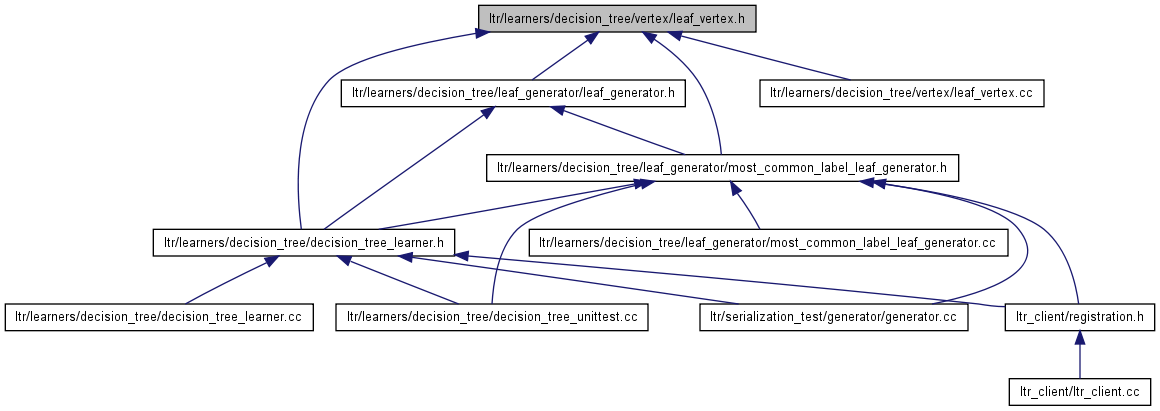 ltr/learners/decision_tree/vertex/leaf_vertex.h
ltr/learners/decision_tree/leaf_generator/leaf_generator.h
ltr/learners/decision_tree/vertex/leaf_vertex.cc
ltr/learners/decision_tree/leaf_generator/most_common_label_leaf_generator.h
ltr/learners/decision_tree/decision_tree_learner.h
ltr/learners/decision_tree/leaf_generator/most_common_label_leaf_generator.cc
ltr/learners/decision_tree/decision_tree_learner.cc
ltr/learners/decision_tree/decision_tree_unittest.cc
ltr/serialization_test/generator/generator.cc
ltr_client/registration.h
ltr_client/ltr_client.cc